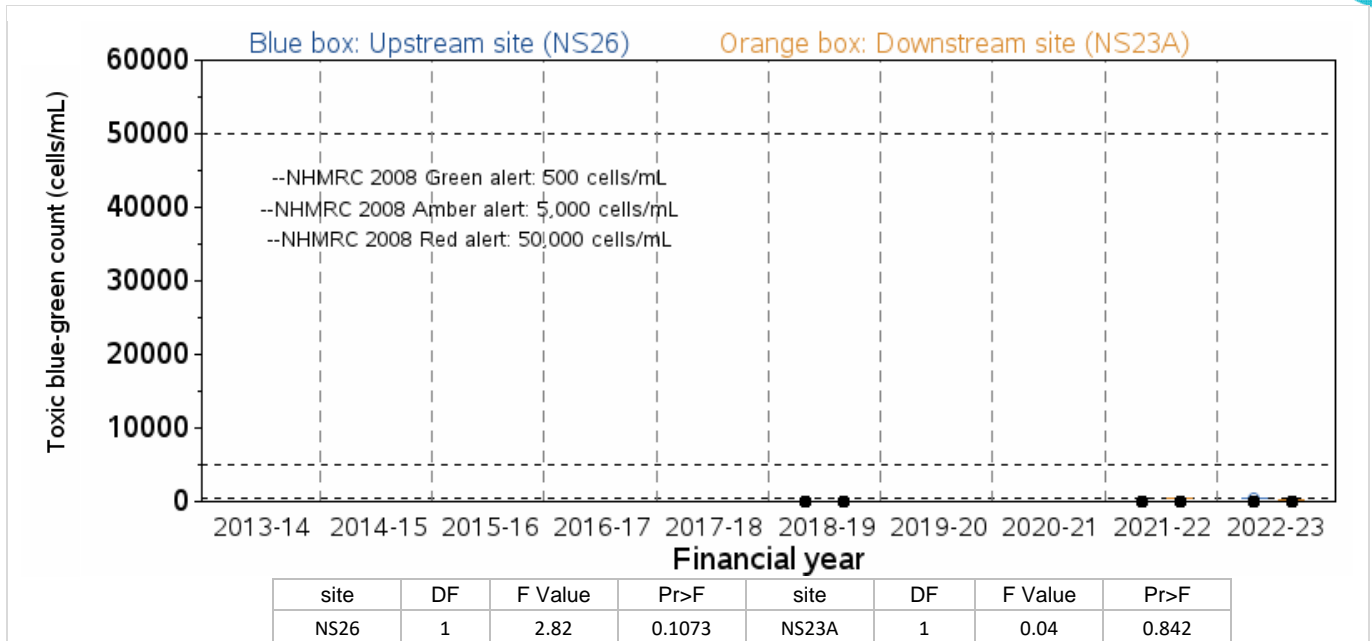 Blue box: Upstream site (NS26) Orange box: Downstream site (NS23A)
Toxic blue-green count (cells/mL)
60000
50000
--NHMRC 2008 Green alert: 500 cells/mL
40000
--NHMRC 2008 Amber alert: 5,000 cells/mL
--NHMRC 2008 Red alert: 50,000 cells/mL
30000
20000
10000
0
2013-14 2014-15 2015-16 2016-17 2017-18 2018-19 2019-20 2020-21 2021-22 2022-23
Financial year
site DF F Value Pr>F site DF F Value Pr>F
NS26 1 2.82 0.1073 NS23A 1 0.04 0.842